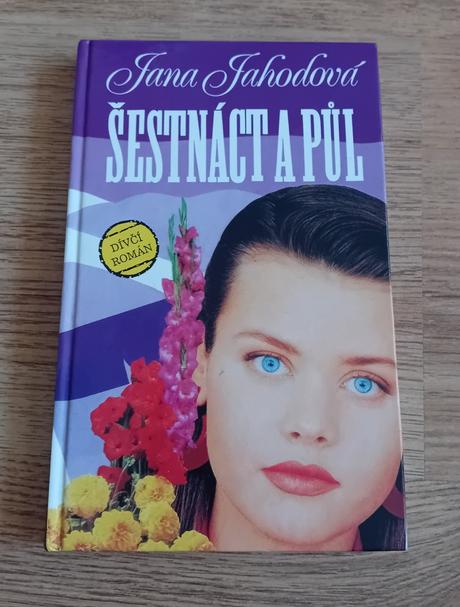 Jana Jahodová
ŠESTNÁCT A PŮL
DÍVČÍ
ROMÁN